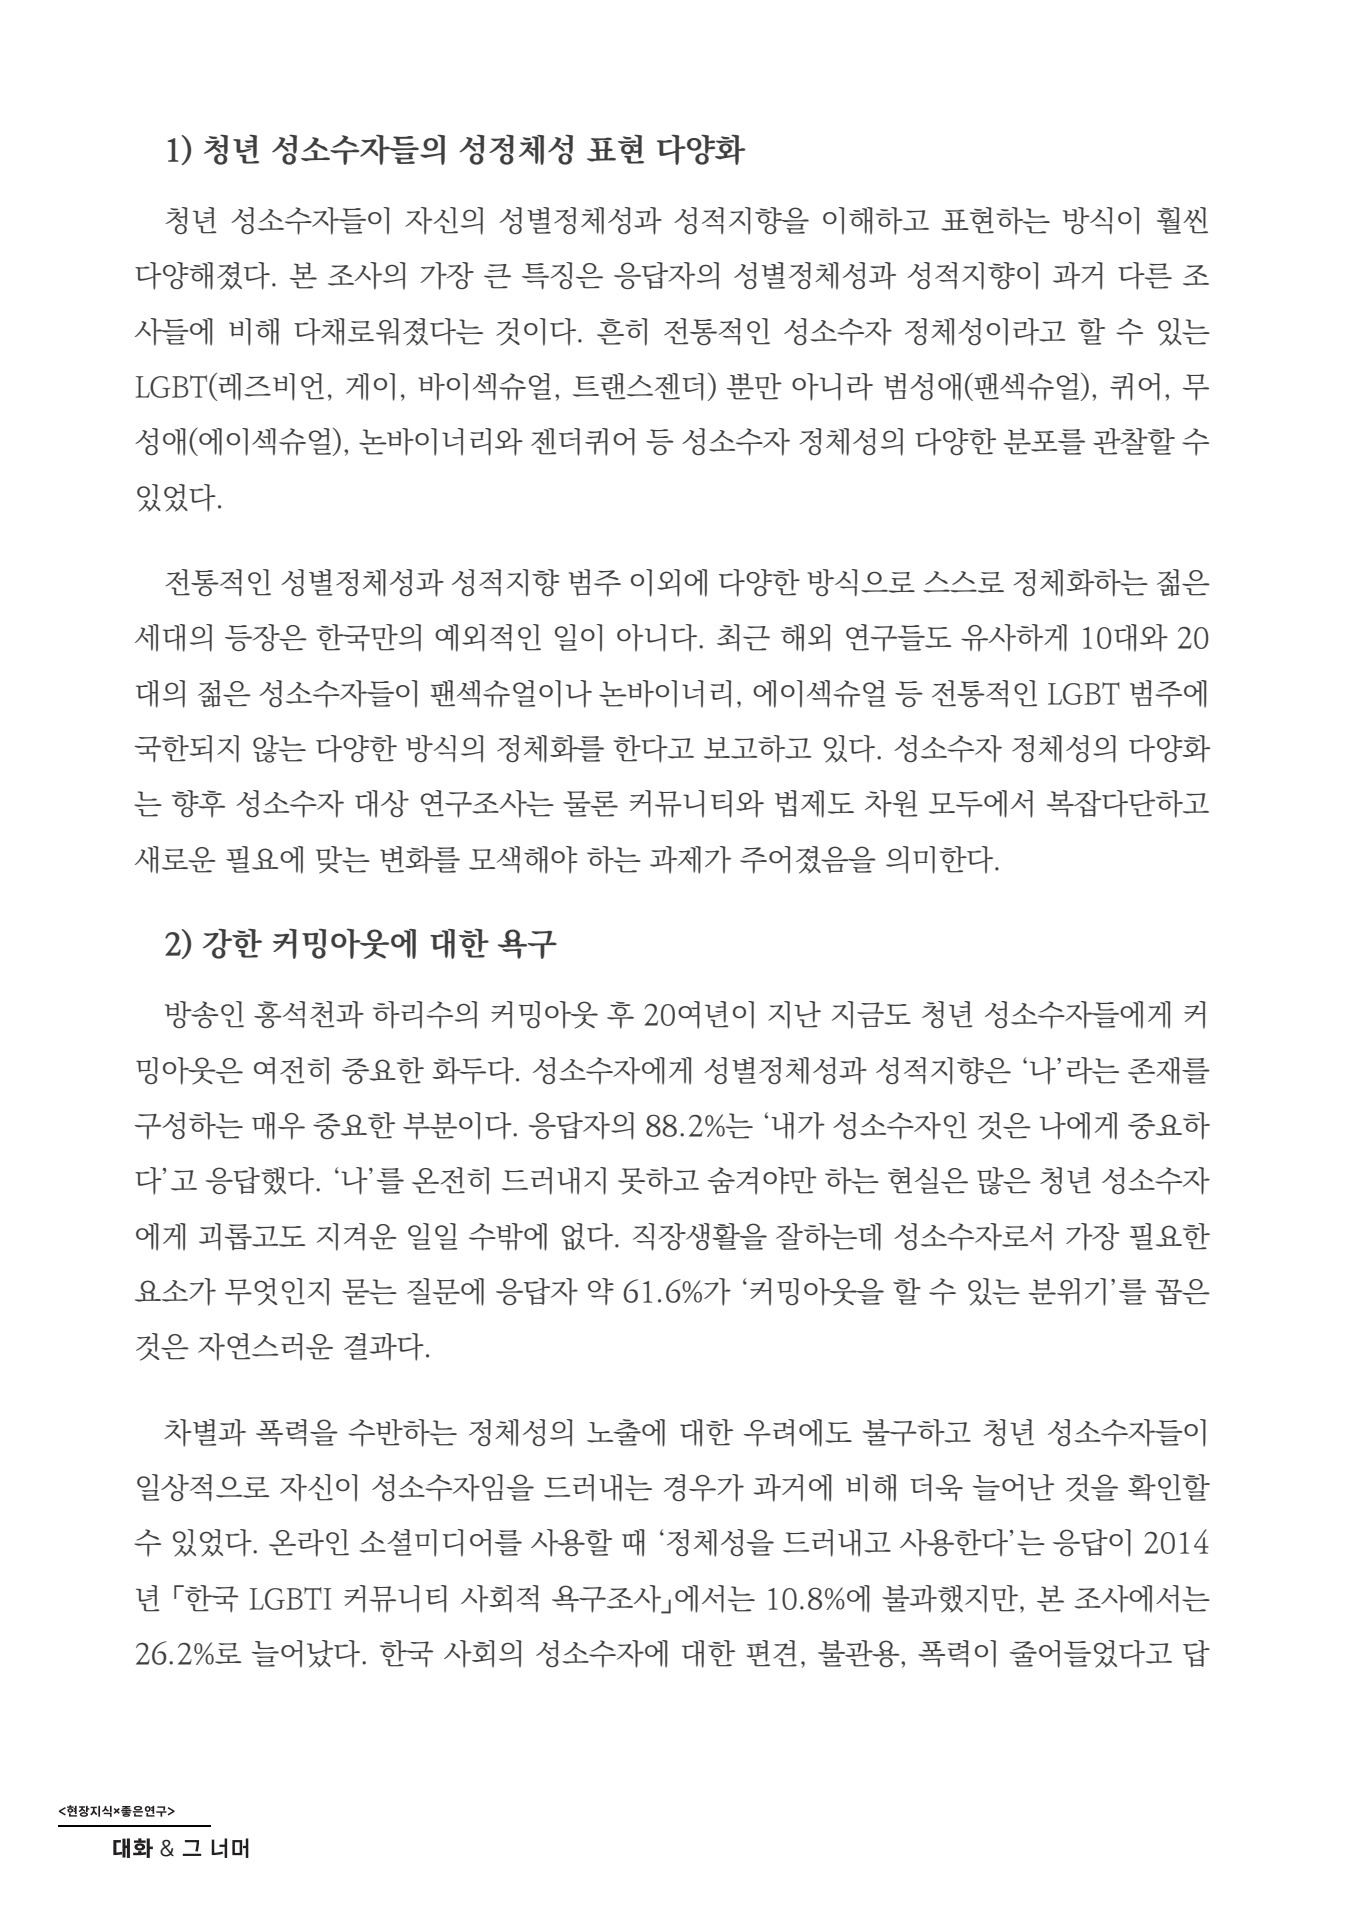 1) 청년 성소수자들의 성정체성 표현 다양화
청년 성소수자들이 자신의 성별정체성과 성적지향을 이해하고 표현하는 방식이 훨씬
다양해졌다. 본 조사의 가장 큰 특징은 응답자의 성별정체성과 성적지향이 과거 다른 조
사들에 비해 다채로워졌다는 것이다. 흔히 전통적인 성소수자 정체성이라고 할 수 있는
LGBT(레즈비언, 게이, 바이섹슈얼, 트랜스젠더) 뿐만 아니라 범성애(팬섹슈얼), 퀴어, 무
성애(에이섹슈얼), 논바이너리와 젠더퀴어 등 성소수자 정체성의 다양한 분포를 관찰할 수
있었다.
전통적인 성별정체성과 성적지향 범주 이외에 다양한 방식으로 스스로 정체화하는 젊은
세대의 등장은 한국만의 예외적인 일이 아니다. 최근 해외 연구들도 유사하게 10대와 20
대의 젊은 성소수자들이 팬섹슈얼이나 논바이너리, 에이섹슈얼 등 전통적인 LGBT 범주에
국한되지 않는 다양한 방식의 정체화를 한다고 보고하고 있다. 성소수자 정체성의 다양화
는 향후 성소수자 대상 연구조사는 물론 커뮤니티와 법제도 차원 모두에서 복잡다단하고
새로운 필요에 맞는 변화를 모색해야 하는 과제가 주어졌음을 의미한다.
2) 강한 커밍아웃에 대한 욕구
방송인 홍석천과 하리수의 커밍아웃 후 20여년이 지난 지금도 청년 성소수자들에게 커
밍아웃은 여전히 중요한 화두다. 성소수자에게 성별정체성과 성적지향은 ‘나’라는 존재를
구성하는 매우 중요한 부분이다. 응답자의 88.2%는 ‘내가 성소수자인 것은 나에게 중요하
다’고 응답했다. ‘나’를 온전히 드러내지 못하고 숨겨야만 하는 현실은 많은 청년 성소수자
에게 괴롭고도 지겨운 일일 수밖에 없다. 직장생활을 잘하는데 성소수자로서 가장 필요한
요소가 무엇인지 묻는 질문에 응답자 약 61.6%가 ‘커밍아웃을 할 수 있는 분위기’를 꼽은
것은 자연스러운 결과다.
차별과 폭력을 수반하는 정체성의 노출에 대한 우려에도 불구하고 청년 성소수자들이
일상적으로 자신이 성소수자임을 드러내는 경우가 과거에 비해 더욱 늘어난 것을 확인할
수 있었다. 온라인 소셜미디어를 사용할 때 ‘정체성을 드러내고 사용한다’는 응답이 2014
년 「한국 LGBTI 커뮤니티 사회적 욕구조사」에서는 10.8%에 불과했지만, 본 조사에서는
26.2%로 늘어났다. 한국 사회의 성소수자에 대한 편견, 불관용, 폭력이 줄어들었다고 답
<현장지식×좋은연구>
대화 & 그 너머